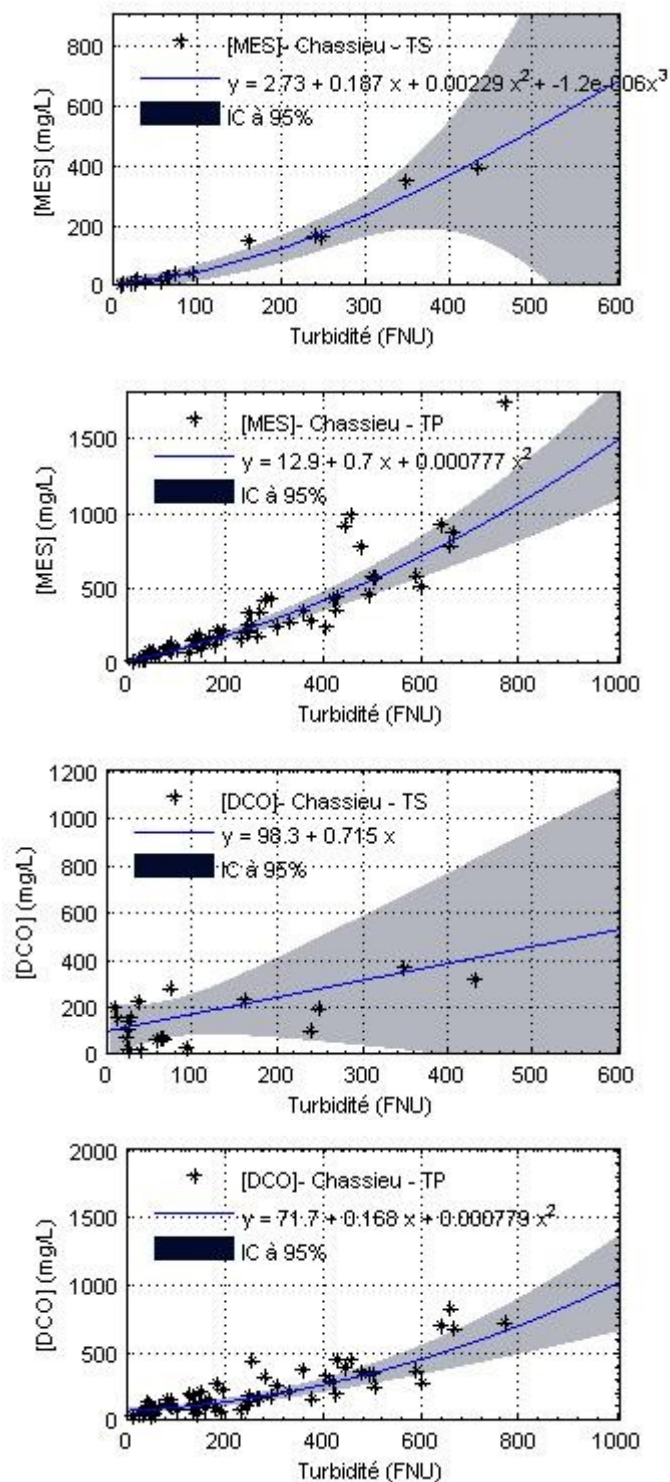 800
600
400
200
0
[MES] (mg/L)
[MES]- Chassieu - TS
y = 2.73 + 0.187 x + 0.00229 x² + -1.2e-006x³
IC à 95%
0 100 200 300 400 500 600
Turbidité (FNU)
1500
1000
500
0
[MES] (mg/L)
[MES]- Chassieu - TP
y = 12.9 + 0.7 x + 0.000777 x²
IC à 95%
0 200 400 600 800 1000
Turbidité (FNU)
1200
1000
800
600
400
200
0
[DCO] (mg/L)
[DCO]- Chassieu - TS
y = 98.3 + 0.715 x
IC à 95%
0 100 200 300 400 500 600
Turbidité (FNU)
2000
1500
1000
500
0
[DCO] (mg/L)
[DCO]- Chassieu - TP
y = 71.7 + 0.168 x + 0.000779 x²
IC à 95%
0 200 400 600 800 1000
Turbidité (FNU)